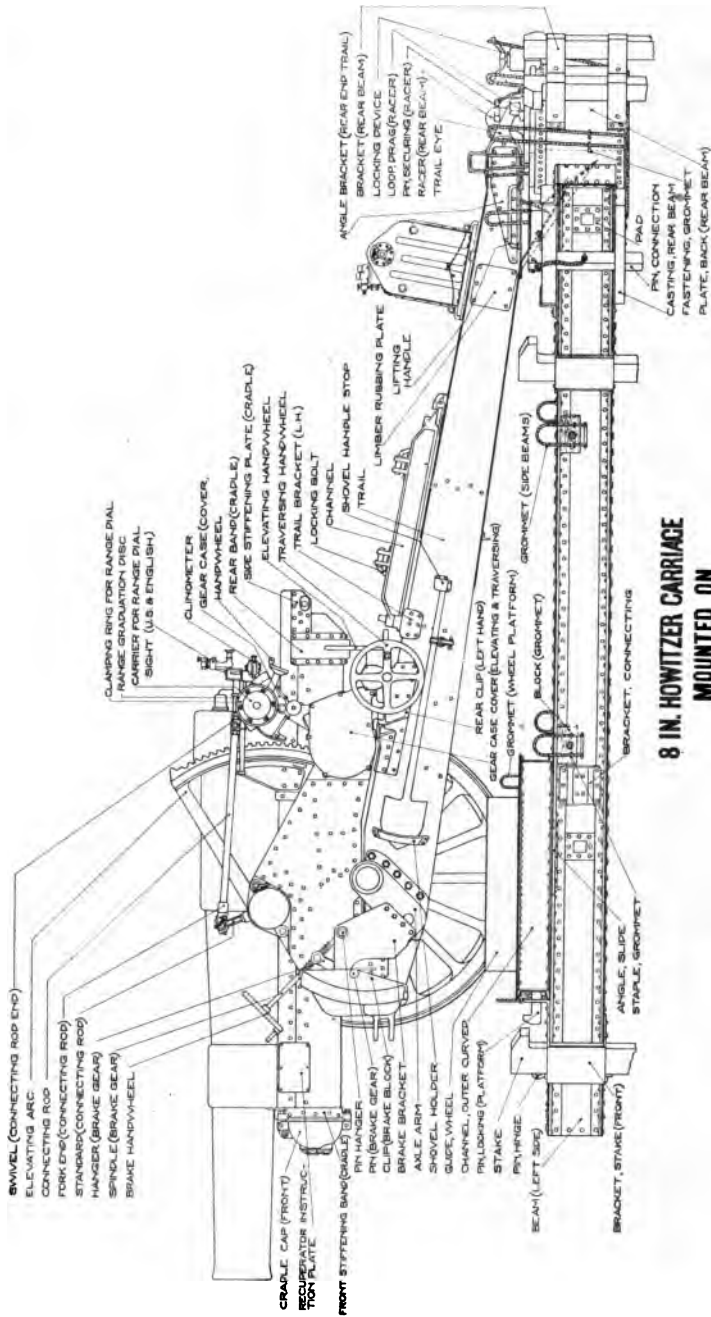 SWIVEL (CONNECTING ROD END)
ELEVATING ARC
CONNECTING ROD
FORK END (CONNECTING ROD)
STANDARD (CONNECTING ROD)
HANGER (BRAKE GEAR)
SPINDLE (BRAKE GEAR)
BRAKE HANDWHEEL
CRADLE CAP (FRONT)
RECUPERATOR INSTRUC-
TION PLATE
FRONT STIFFENING BAND (CRADLE)
PIN HANGER
PIN (BRAKE GEAR)
CLIP (BRAKE BLOCK)
BRAKE BRACKET
AXLE ARM
SHOVEL HOLDER
GUIDE, WHEEL
CHANNEL, OUTER CURVED
PIN, LOCKING (PLATFORM)
STAKE
PIN, HINGE
BEAM (LEFT SIDE)
BRACKET, STAKE (FRONT)
CLAMPING RING FOR RANGE DIAL
RANGE GRADUATION DISC
CARRIER FOR RANGE DIAL
SIGHT (U.S. & ENGLISH)
CLINOMETER
GEAR CASE (COVER,
HANDWHEEL
REAR BAND (CRADLE)
SIDE STIFFENING PLATE (CRADLE)
ELEVATING HANDWHEEL
TRAVERSING HANDWHEEL
TRAIL BRACKET (L.H.)
LOCKING BOLT
CHANNEL
SHOVEL HANDLE STOP
TRAIL
LIMBER RUBBING PLATE
LIFTING
HANDLE
REAR CLIP (LEFT HAND)
GEAR CASE COVER (ELEVATING & TRAVERSING)
GROMMET (WHEEL PLATFORM)
BLOCK (GROMMET)
GROMMET (SIDE BEAMS)
ANGLE, SLIDE
STAPLE, GROMMET
BRACKET, CONNECTING
ANGLE BRACKET (REAR END TRAIL)
BRACKET (REAR BEAM)
LOCKING DEVICE
LOOP, DRAG (RACER)
PIN, SECURING (RACER)
RACER (REAR BEAM)
TRAIL EYE
PAD
PIN, CONNECTION
CASTING, REAR BEAM
FASTENING, GROMMET
PLATE, BACK (REAR BEAM)
8 IN. HOWITZER CARRIAGE
MOUNTED ON